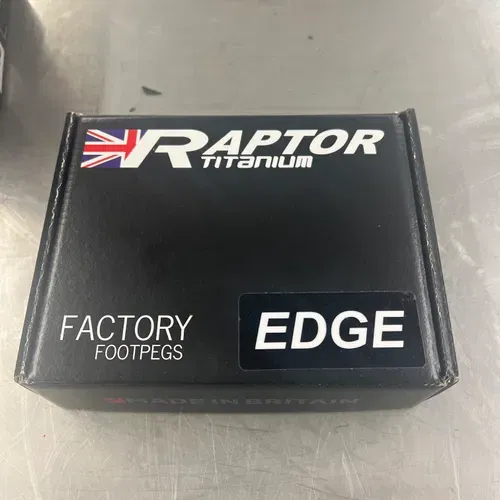 RAPTOR
TITANIUM
FACTORY
FOOTPEGS
EDGE
MADE IN BRITAIN